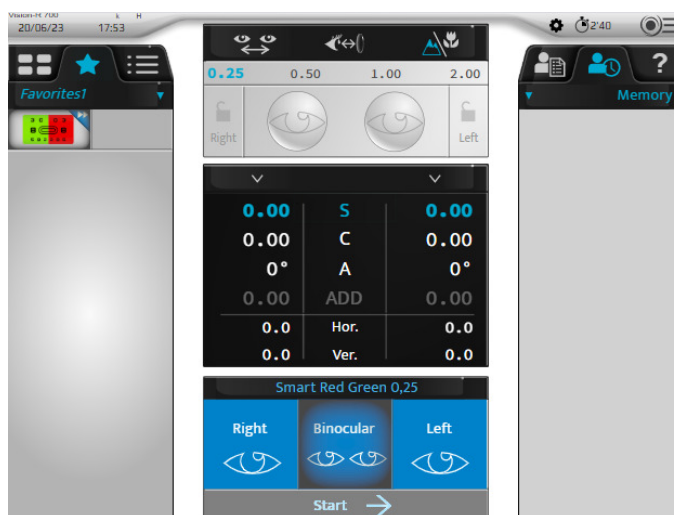 Vision-R 700
k H
20/06/23 17:53
2'40
Favorites1
0.25 0.50 1.00 2.00
Right Left
?
Memory
0.00 S 0.00
0.00 C 0.00
0° A 0°
0.00 ADD 0.00
0.0 Hor. 0.0
0.0 Ver. 0.0
Smart Red Green 0,25
Right Binocular Left
Start